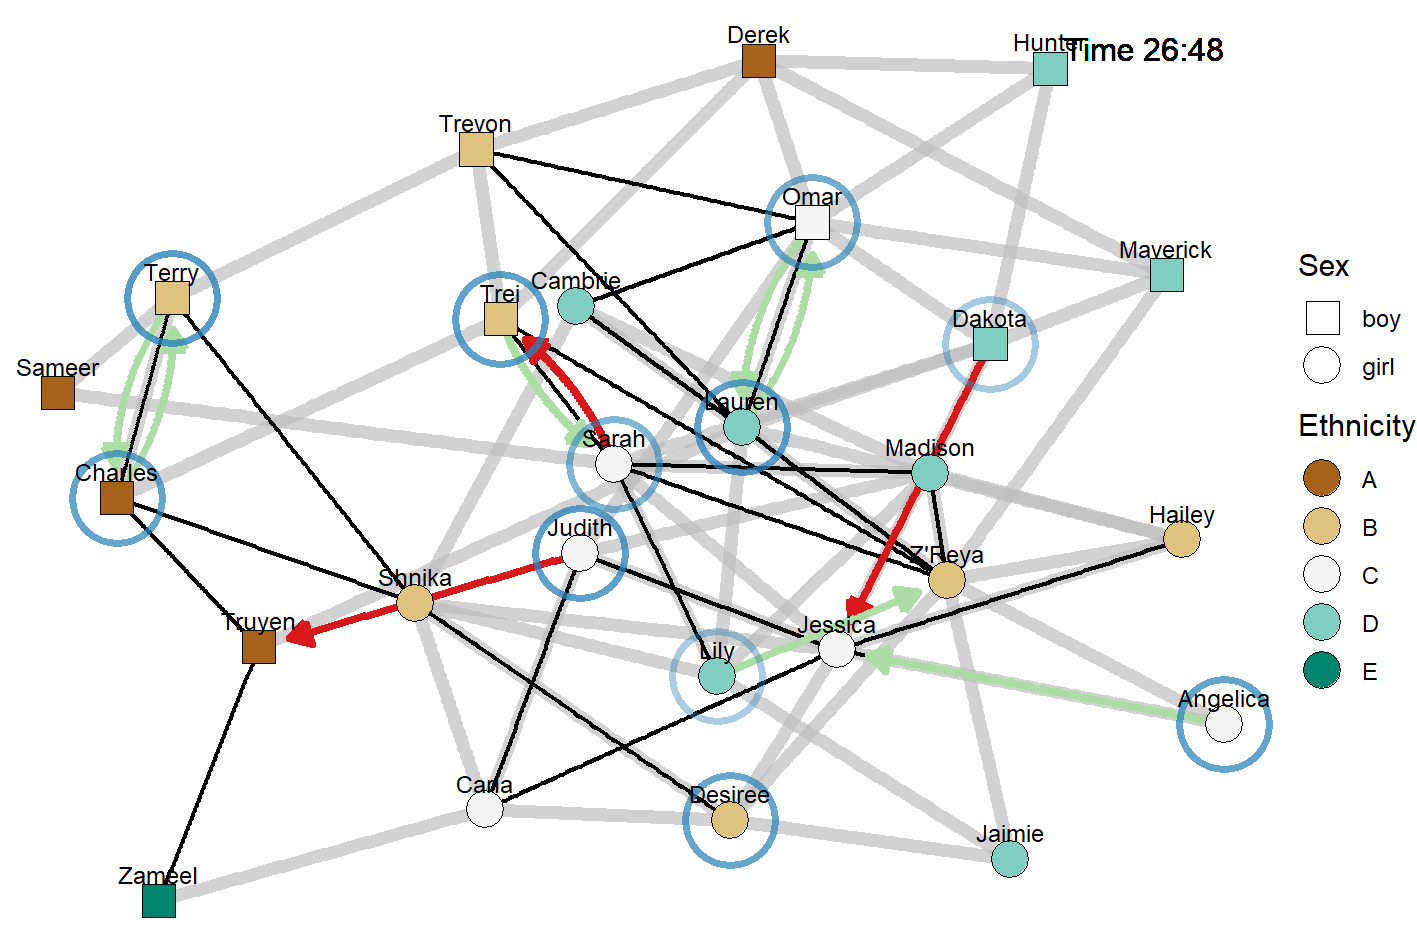 Derek
Hunter
Time 26:48
Trevon
Omar
Maverick
Terry
Cambrie
Trei
Dakota
Sameer
Lauren
Sarah
Madison
Charles
Hailey
Judith
Z'Reya
Shnika
Truyen
Jessica
Lily
Angelica
Carla
Desiree
Jaimie
Zameel
Sex
boy
girl
Ethnicity
A
B
C
D
E